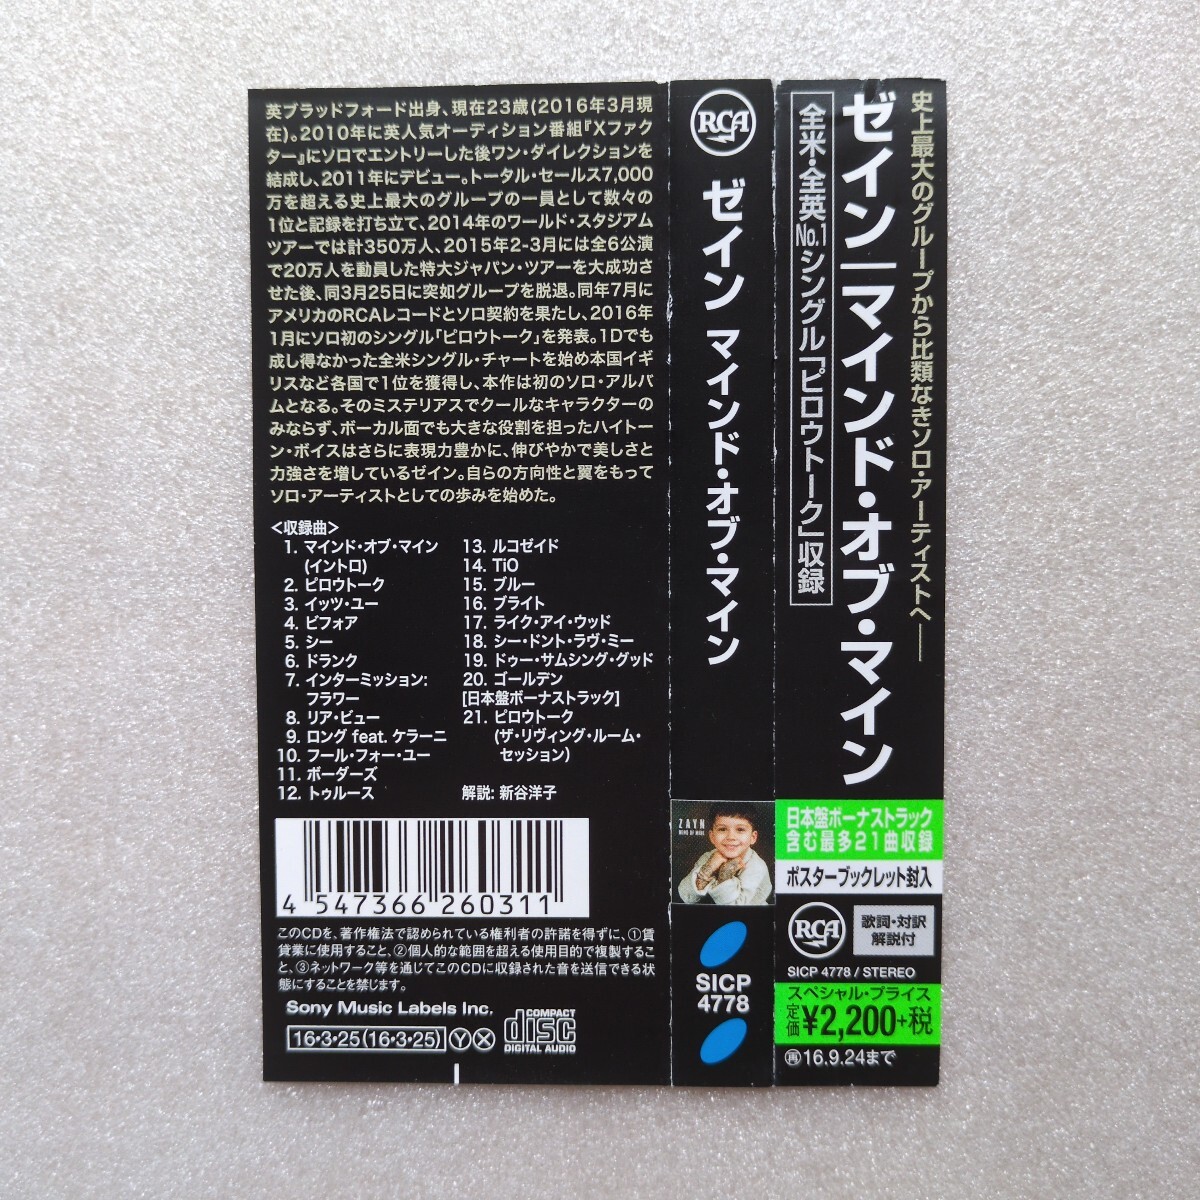 英ブラッドフォード出身、現在23歳(2016年3月現
在)。2010年に英人気オーディション番組『Xファク
ター』にソロでエントリーした後ワン・ダイレクションを
結成し、2011年にデビュー。トータル・セールス7,000
万を超える史上最大のグループの一員として数々の
1位と記録を打ち立て、2014年のワールド・スタジアム
ツアーでは計350万人、2015年2-3月には全6公演
で20万人を動員した特大ジャパン・ツアーを大成功さ
せた後、同3月25日に突如グループを脱退。同年7月に
アメリカのRCAレコードとソロ契約を果たし、2016年
1月にソロ初のシングル「ピロウトーク」を発表。1Dでも
成し得なかった全米シングル・チャートを始め本国イギ
リスなど各国で1位を獲得し、本作は初のソロ・アルバ
ムとなる。そのミステリアスでクールなキャラクターの
みならず、ボーカル面でも大きな役割を担ったハイトー
ン・ボイスはさらに表現力豊かに、伸びやかで美しさと
力強さを増しているゼイン。自らの方向性と翼をもって
ソロ・アーティストとしての歩みを始めた。
<収録曲>
1. マインド・オブ・マイン
(イントロ)
2. ピロウトーク
3. イッツ・ユー
4. ビフォア
5. シー
6. ドランク
7. インターミッション:
フラワー
8. リア・ビュー
9. ロング feat. ケラーニ
10. フール・フォー・ユー
11. ボーダーズ
12. トゥルース
13. ルコゼイド
14. TiO
15. ブルー
16. ブライト
17. ライク・アイ・ウッド
18. シー・ドント・ラヴ・ミー
19. ドゥー・サムシング・グッド
20. ゴールデン
[日本盤ボーナストラック]
21. ピロウトーク
(ザ・リヴィング・ルーム・
セッション)
解説: 新谷洋子
4 547366 260311
このCDを、著作権法で認められている権利者の許諾を得ずに、①賃
貸業に使用すること、②個人的な範囲を超える使用目的で複製するこ
と、③ネットワーク等を通じてこのCDに収録された音を送信できる状
態にすることを禁じます。
Sony Music Labels Inc.
COMPACT
disc
DIGITAL AUDIO
16・3・25(16・3・25) Ⓨ Ⓧ
RCA
ゼイン マインド・オブ・マイン
ZAYN
MIND OF MINE
SICP
4778
史上最大のグループから比類なきソロ・アーティストへ――
ゼイン|マインド・オブ・マイン
全米・全英No.1シングル「ピロウトーク」収録
日本盤ボーナストラック
含む最多21曲収録
ポスターブックレット封入
RCA
歌詞・対訳
解説付
SICP 4778 / STEREO
スペシャル・プライス
定価¥2,200+税
㊢16.9.24まで